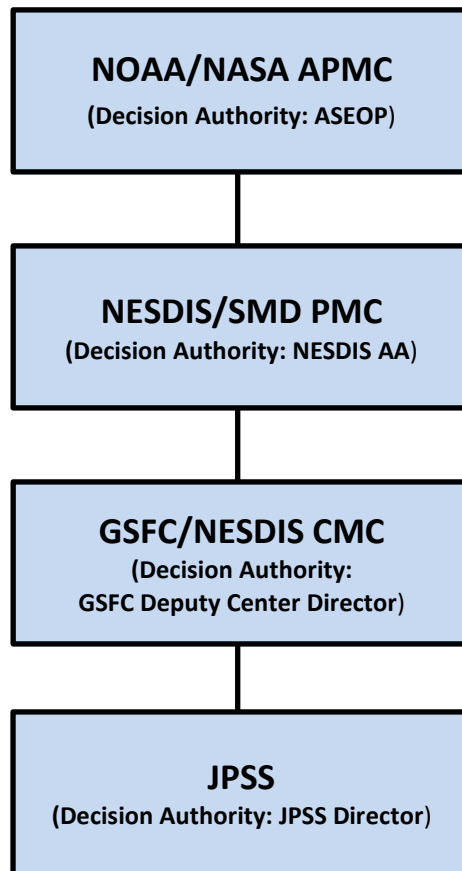 NOAA/NASA APMC
(Decision Authority: ASEOP)
NESDIS/SMD PMC
(Decision Authority: NESDIS AA)
GSFC/NESDIS CMC
(Decision Authority:
GSFC Deputy Center Director)
JPSS
(Decision Authority: JPSS Director)